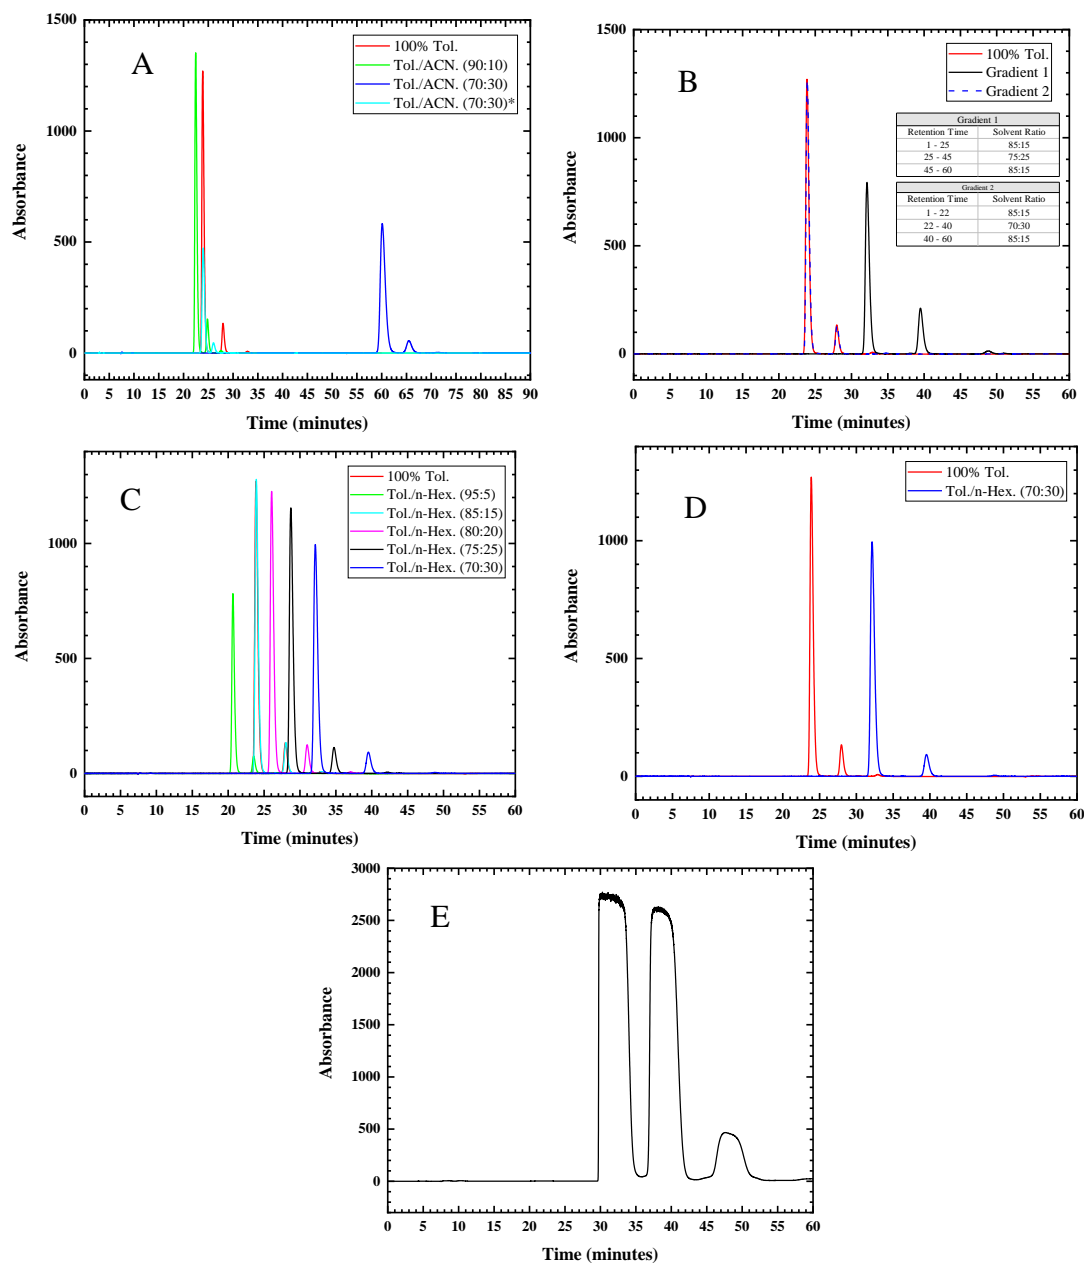 A
100% Tol.
Tol./ACN. (90:10)
Tol./ACN. (70:30)
Tol./ACN. (70:30)*
1500
1000
500
0
Absorbance
0 5 10 15 20 25 30 35 40 45 50 55 60 65 70 75 80 85 90
Time (minutes)
B
100% Tol.
Gradient 1
Gradient 2
Gradient 1
Retention Time Solvent Ratio
1 - 25 85:15
25 - 45 75:25
45 - 60 85:15
Gradient 2
Retention Time Solvent Ratio
1 - 22 85:15
22 - 40 70:30
40 - 60 85:15
1500
1000
500
0
Absorbance
0 5 10 15 20 25 30 35 40 45 50 55 60
Time (minutes)
C
100% Tol.
Tol./n-Hex. (95:5)
Tol./n-Hex. (85:15)
Tol./n-Hex. (80:20)
Tol./n-Hex. (75:25)
Tol./n-Hex. (70:30)
1000
500
0
Absorbance
0 5 10 15 20 25 30 35 40 45 50 55 60
Time (minutes)
D
100% Tol.
Tol./n-Hex. (70:30)
1000
500
0
Absorbance
0 5 10 15 20 25 30 35 40 45 50 55 60
Time (minutes)
E
3000
2500
2000
1500
1000
500
0
Absorbance
0 5 10 15 20 25 30 35 40 45 50 55 60
Time (minutes)